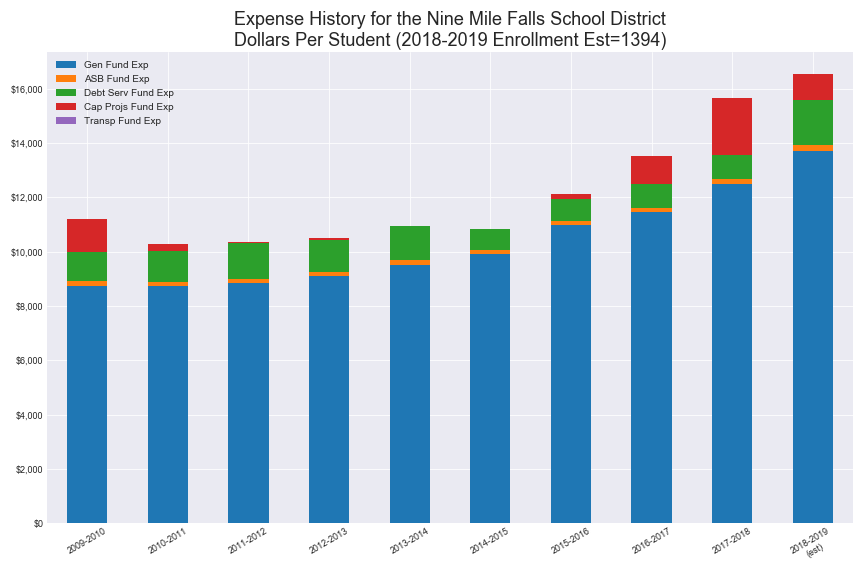 Expense History for the Nine Mile Falls School District
Dollars Per Student (2018-2019 Enrollment Est=1394)
Gen Fund Exp
ASB Fund Exp
Debt Serv Fund Exp
Cap Projs Fund Exp
Transp Fund Exp
$16,000
$14,000
$12,000
$10,000
$8,000
$6,000
$4,000
$2,000
$0
2009-2010
2010-2011
2011-2012
2012-2013
2013-2014
2014-2015
2015-2016
2016-2017
2017-2018
2018-2019
(est)